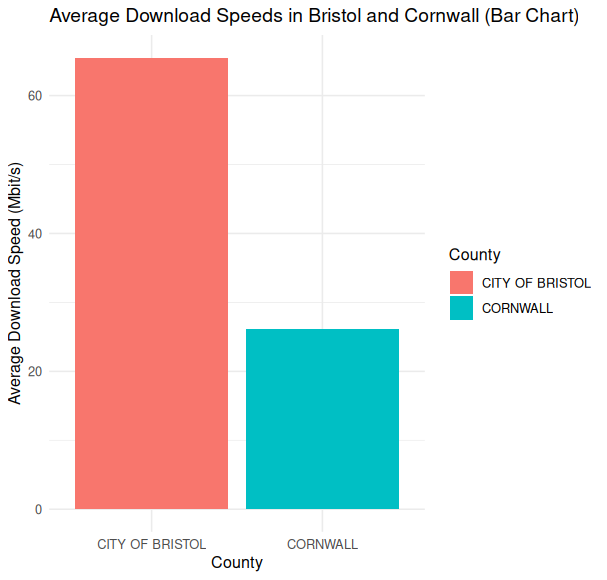 Average Download Speeds in Bristol and Cornwall (Bar Chart)
Average Download Speed (Mbit/s)
60
40
20
0
CITY OF BRISTOL
CORNWALL
County
County
CITY OF BRISTOL
CORNWALL